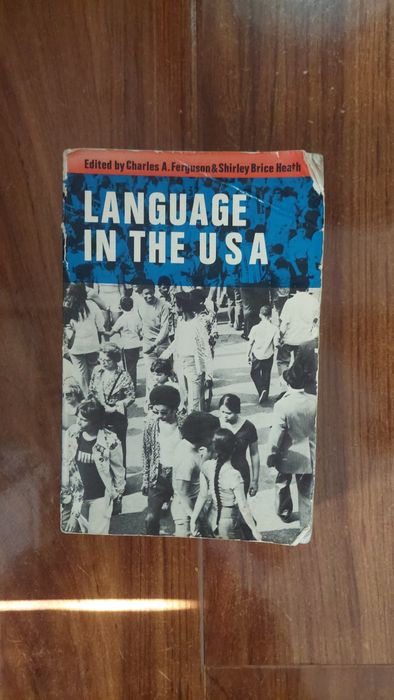 Edited by Charles A. Ferguson & Shirley Brice Heath
LANGUAGE
IN THE USA